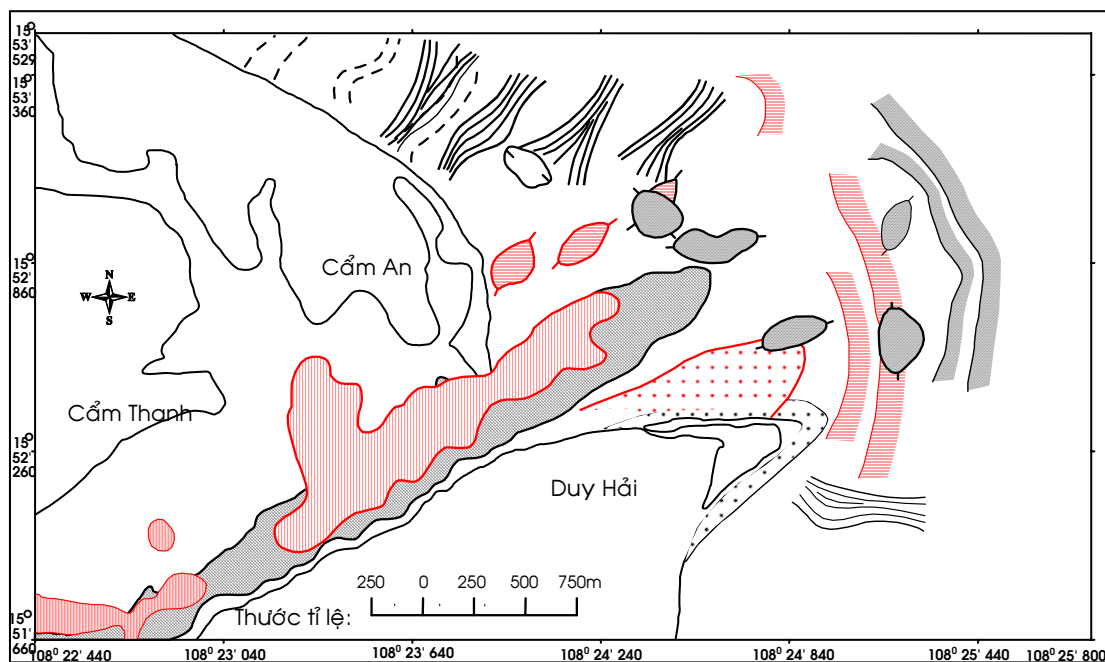 15⁰
53'
529
15⁰
53'
360
15⁰
52'
860
15⁰
52'
260
15⁰
51'
660
N
W E
S
Cẩm An
Cẩm Thanh
Duy Hải
250 0 250 500 750m
Thước tỉ lệ:
108⁰ 22' 440 108⁰ 23' 040 108⁰ 23' 640 108⁰ 24' 240 108⁰ 24' 840 108⁰ 25' 440 108⁰ 25' 800